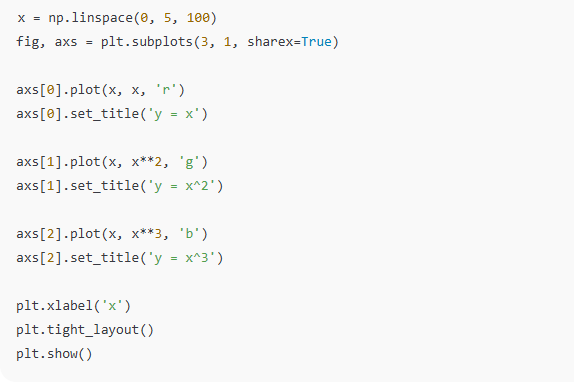 x = np.linspace(0, 5, 100)
fig, axs = plt.subplots(3, 1, sharex=True)
axs[0].plot(x, x, 'r')
axs[0].set_title('y = x')
axs[1].plot(x, x**2, 'g')
axs[1].set_title('y = x^2')
axs[2].plot(x, x**3, 'b')
axs[2].set_title('y = x^3')
plt.xlabel('x')
plt.tight_layout()
plt.show()